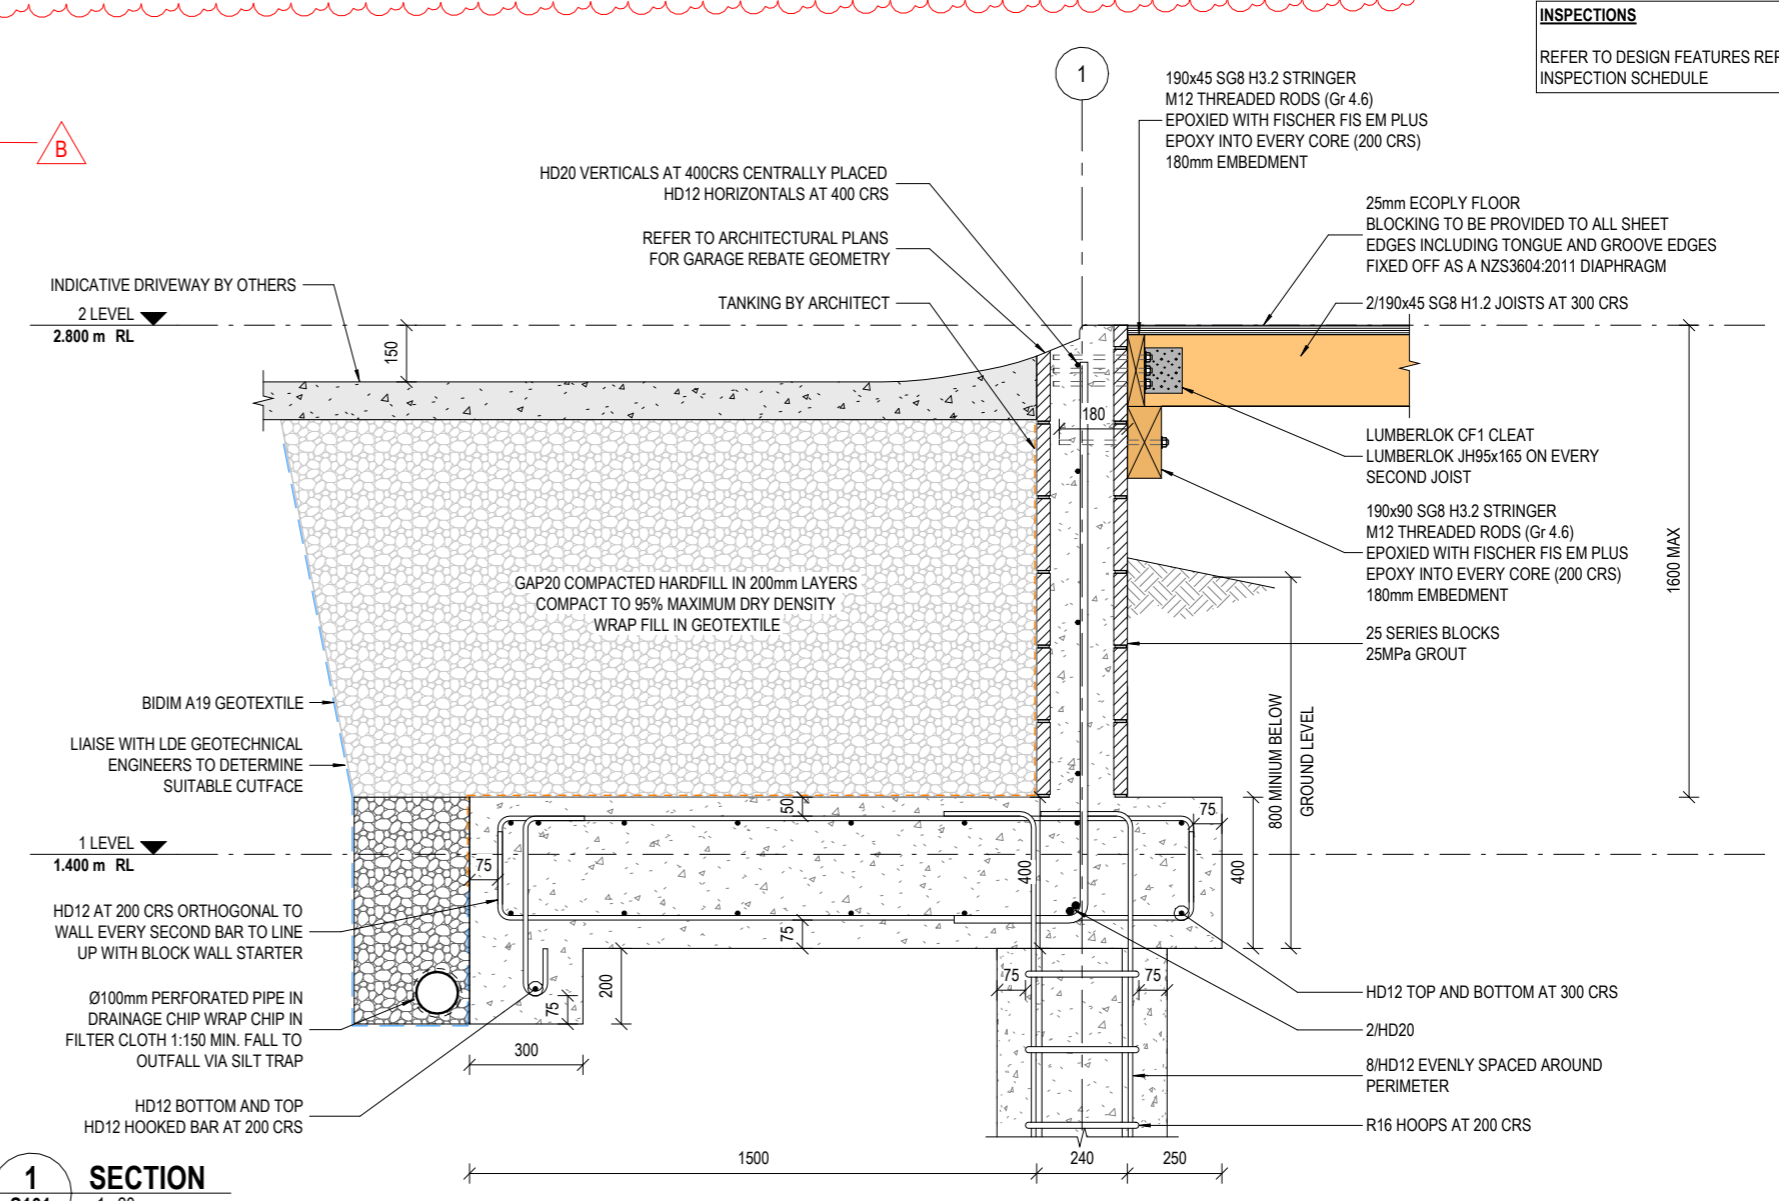 INSPECTIONS
REFER TO DESIGN FEATURES REF
INSPECTION SCHEDULE
1
190x45 SG8 H3.2 STRINGER
M12 THREADED RODS (Gr 4.6)
EPOXIED WITH FISCHER FIS EM PLUS
EPOXY INTO EVERY CORE (200 CRS)
180mm EMBEDMENT
B
HD20 VERTICALS AT 400CRS CENTRALLY PLACED
HD12 HORIZONTALS AT 400 CRS
25mm ECOPLY FLOOR
BLOCKING TO BE PROVIDED TO ALL SHEET
EDGES INCLUDING TONGUE AND GROOVE EDGES
FIXED OFF AS A NZS3604:2011 DIAPHRAGM
REFER TO ARCHITECTURAL PLANS
FOR GARAGE REBATE GEOMETRY
INDICATIVE DRIVEWAY BY OTHERS
TANKING BY ARCHITECT
2/190x45 SG8 H1.2 JOISTS AT 300 CRS
2 LEVEL
2.800 m RL
150
180
LUMBERLOK CF1 CLEAT
LUMBERLOK JH95x165 ON EVERY
SECOND JOIST
190x90 SG8 H3.2 STRINGER
M12 THREADED RODS (Gr 4.6)
EPOXIED WITH FISCHER FIS EM PLUS
EPOXY INTO EVERY CORE (200 CRS)
180mm EMBEDMENT
1600 MAX
GAP20 COMPACTED HARDFILL IN 200mm LAYERS
COMPACT TO 95% MAXIMUM DRY DENSITY
WRAP FILL IN GEOTEXTILE
25 SERIES BLOCKS
25MPa GROUT
BIDIM A19 GEOTEXTILE
LIAISE WITH LDE GEOTECHNICAL
ENGINEERS TO DETERMINE
SUITABLE CUTFACE
800 MINIUM BELOW
GROUND LEVEL
50
75
1 LEVEL
1.400 m RL
75
400
400
HD12 AT 200 CRS ORTHOGONAL TO
WALL EVERY SECOND BAR TO LINE
UP WITH BLOCK WALL STARTER
75
Ø100mm PERFORATED PIPE IN
DRAINAGE CHIP WRAP CHIP IN
FILTER CLOTH 1:150 MIN. FALL TO
OUTFALL VIA SILT TRAP
75
200
75
75
HD12 TOP AND BOTTOM AT 300 CRS
2/HD20
300
8/HD12 EVENLY SPACED AROUND
PERIMETER
HD12 BOTTOM AND TOP
HD12 HOOKED BAR AT 200 CRS
R16 HOOPS AT 200 CRS
1500
240
250
1
SECTION